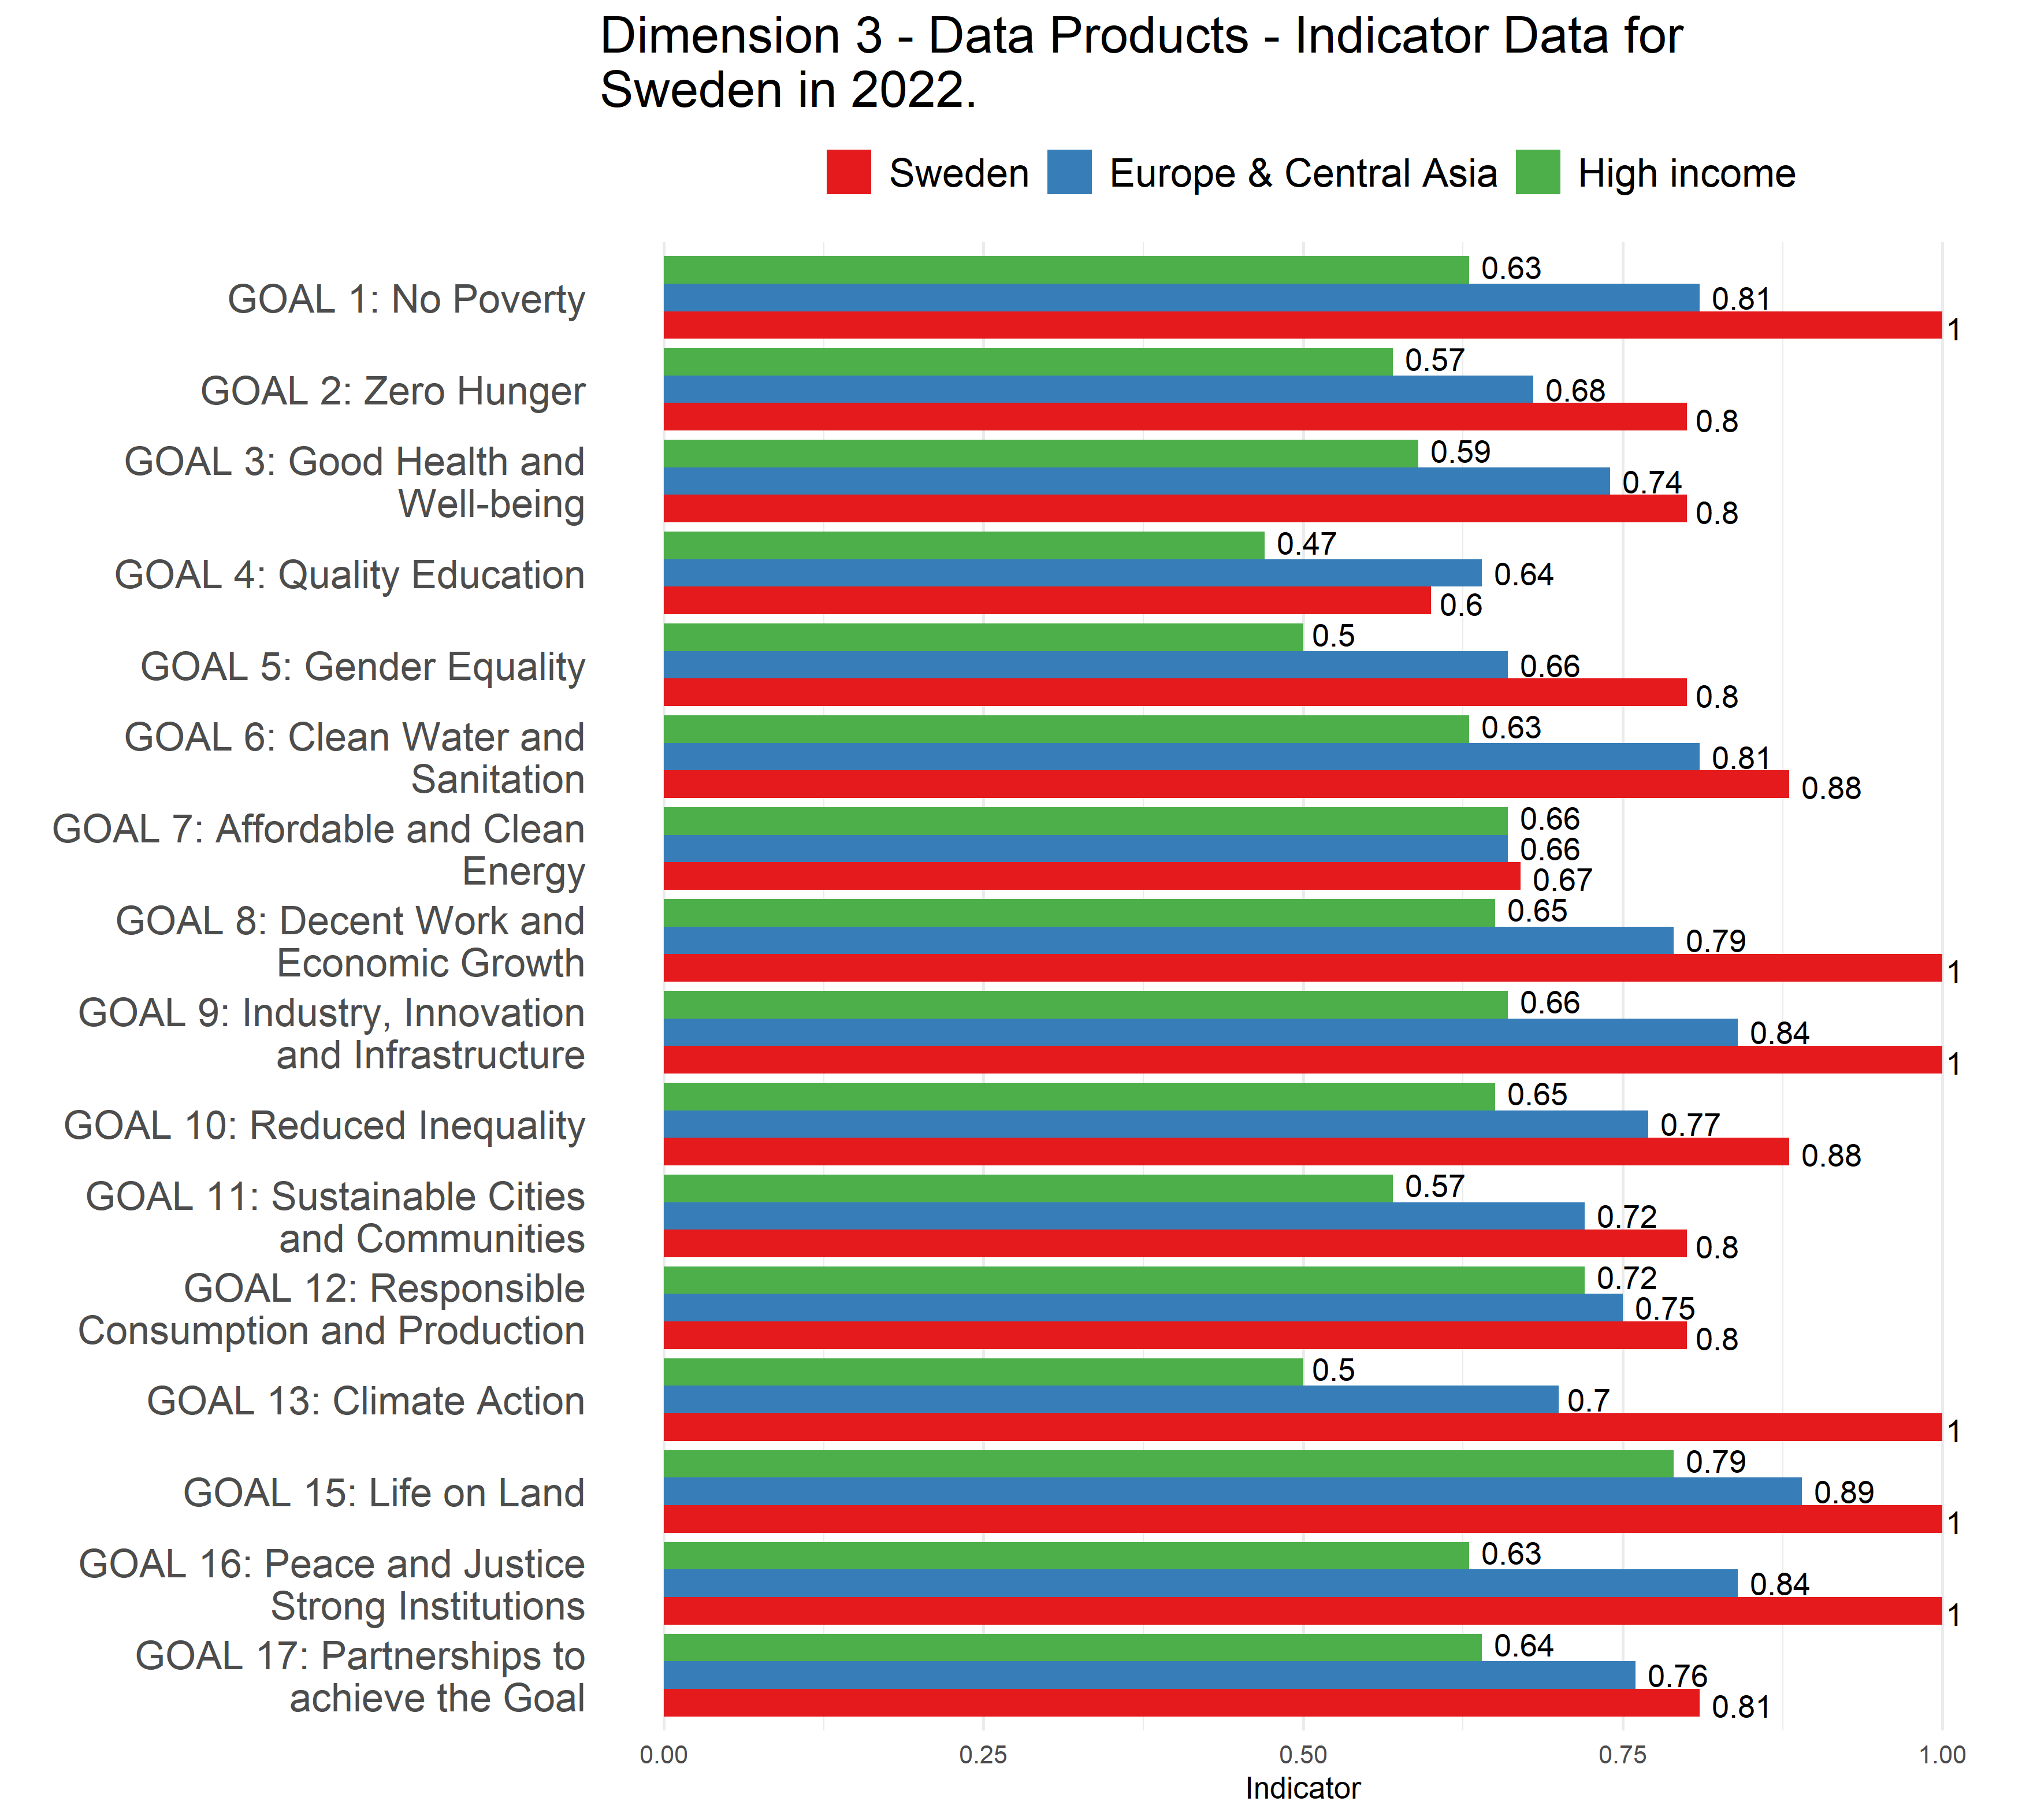 Dimension 3 - Data Products - Indicator Data for
Sweden in 2022.
Sweden Europe & Central Asia High income
GOAL 1: No Poverty
0.63
0.81
1
GOAL 2: Zero Hunger
0.57
0.68
0.8
GOAL 3: Good Health and
Well-being
0.59
0.74
0.8
GOAL 4: Quality Education
0.47
0.64
0.6
GOAL 5: Gender Equality
0.5
0.66
0.8
GOAL 6: Clean Water and
Sanitation
0.63
0.81
0.88
GOAL 7: Affordable and Clean
Energy
0.66
0.66
0.67
GOAL 8: Decent Work and
Economic Growth
0.65
0.79
1
GOAL 9: Industry, Innovation
and Infrastructure
0.66
0.84
1
GOAL 10: Reduced Inequality
0.65
0.77
0.88
GOAL 11: Sustainable Cities
and Communities
0.57
0.72
0.8
GOAL 12: Responsible
Consumption and Production
0.72
0.75
0.8
GOAL 13: Climate Action
0.5
0.7
1
GOAL 15: Life on Land
0.79
0.89
1
GOAL 16: Peace and Justice
Strong Institutions
0.63
0.84
1
GOAL 17: Partnerships to
achieve the Goal
0.64
0.76
0.81
0.00 0.25 0.50 0.75 1.00
Indicator